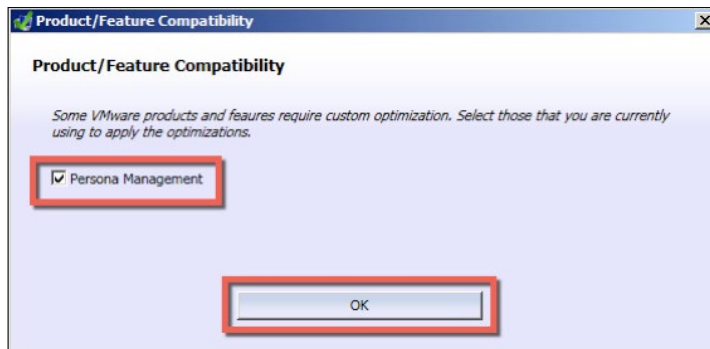 Product/Feature Compatibility
Product/Feature Compatibility
Some VMware products and feaures require custom optimization. Select those that you are currently
using to apply the optimizations.
Persona Management
OK